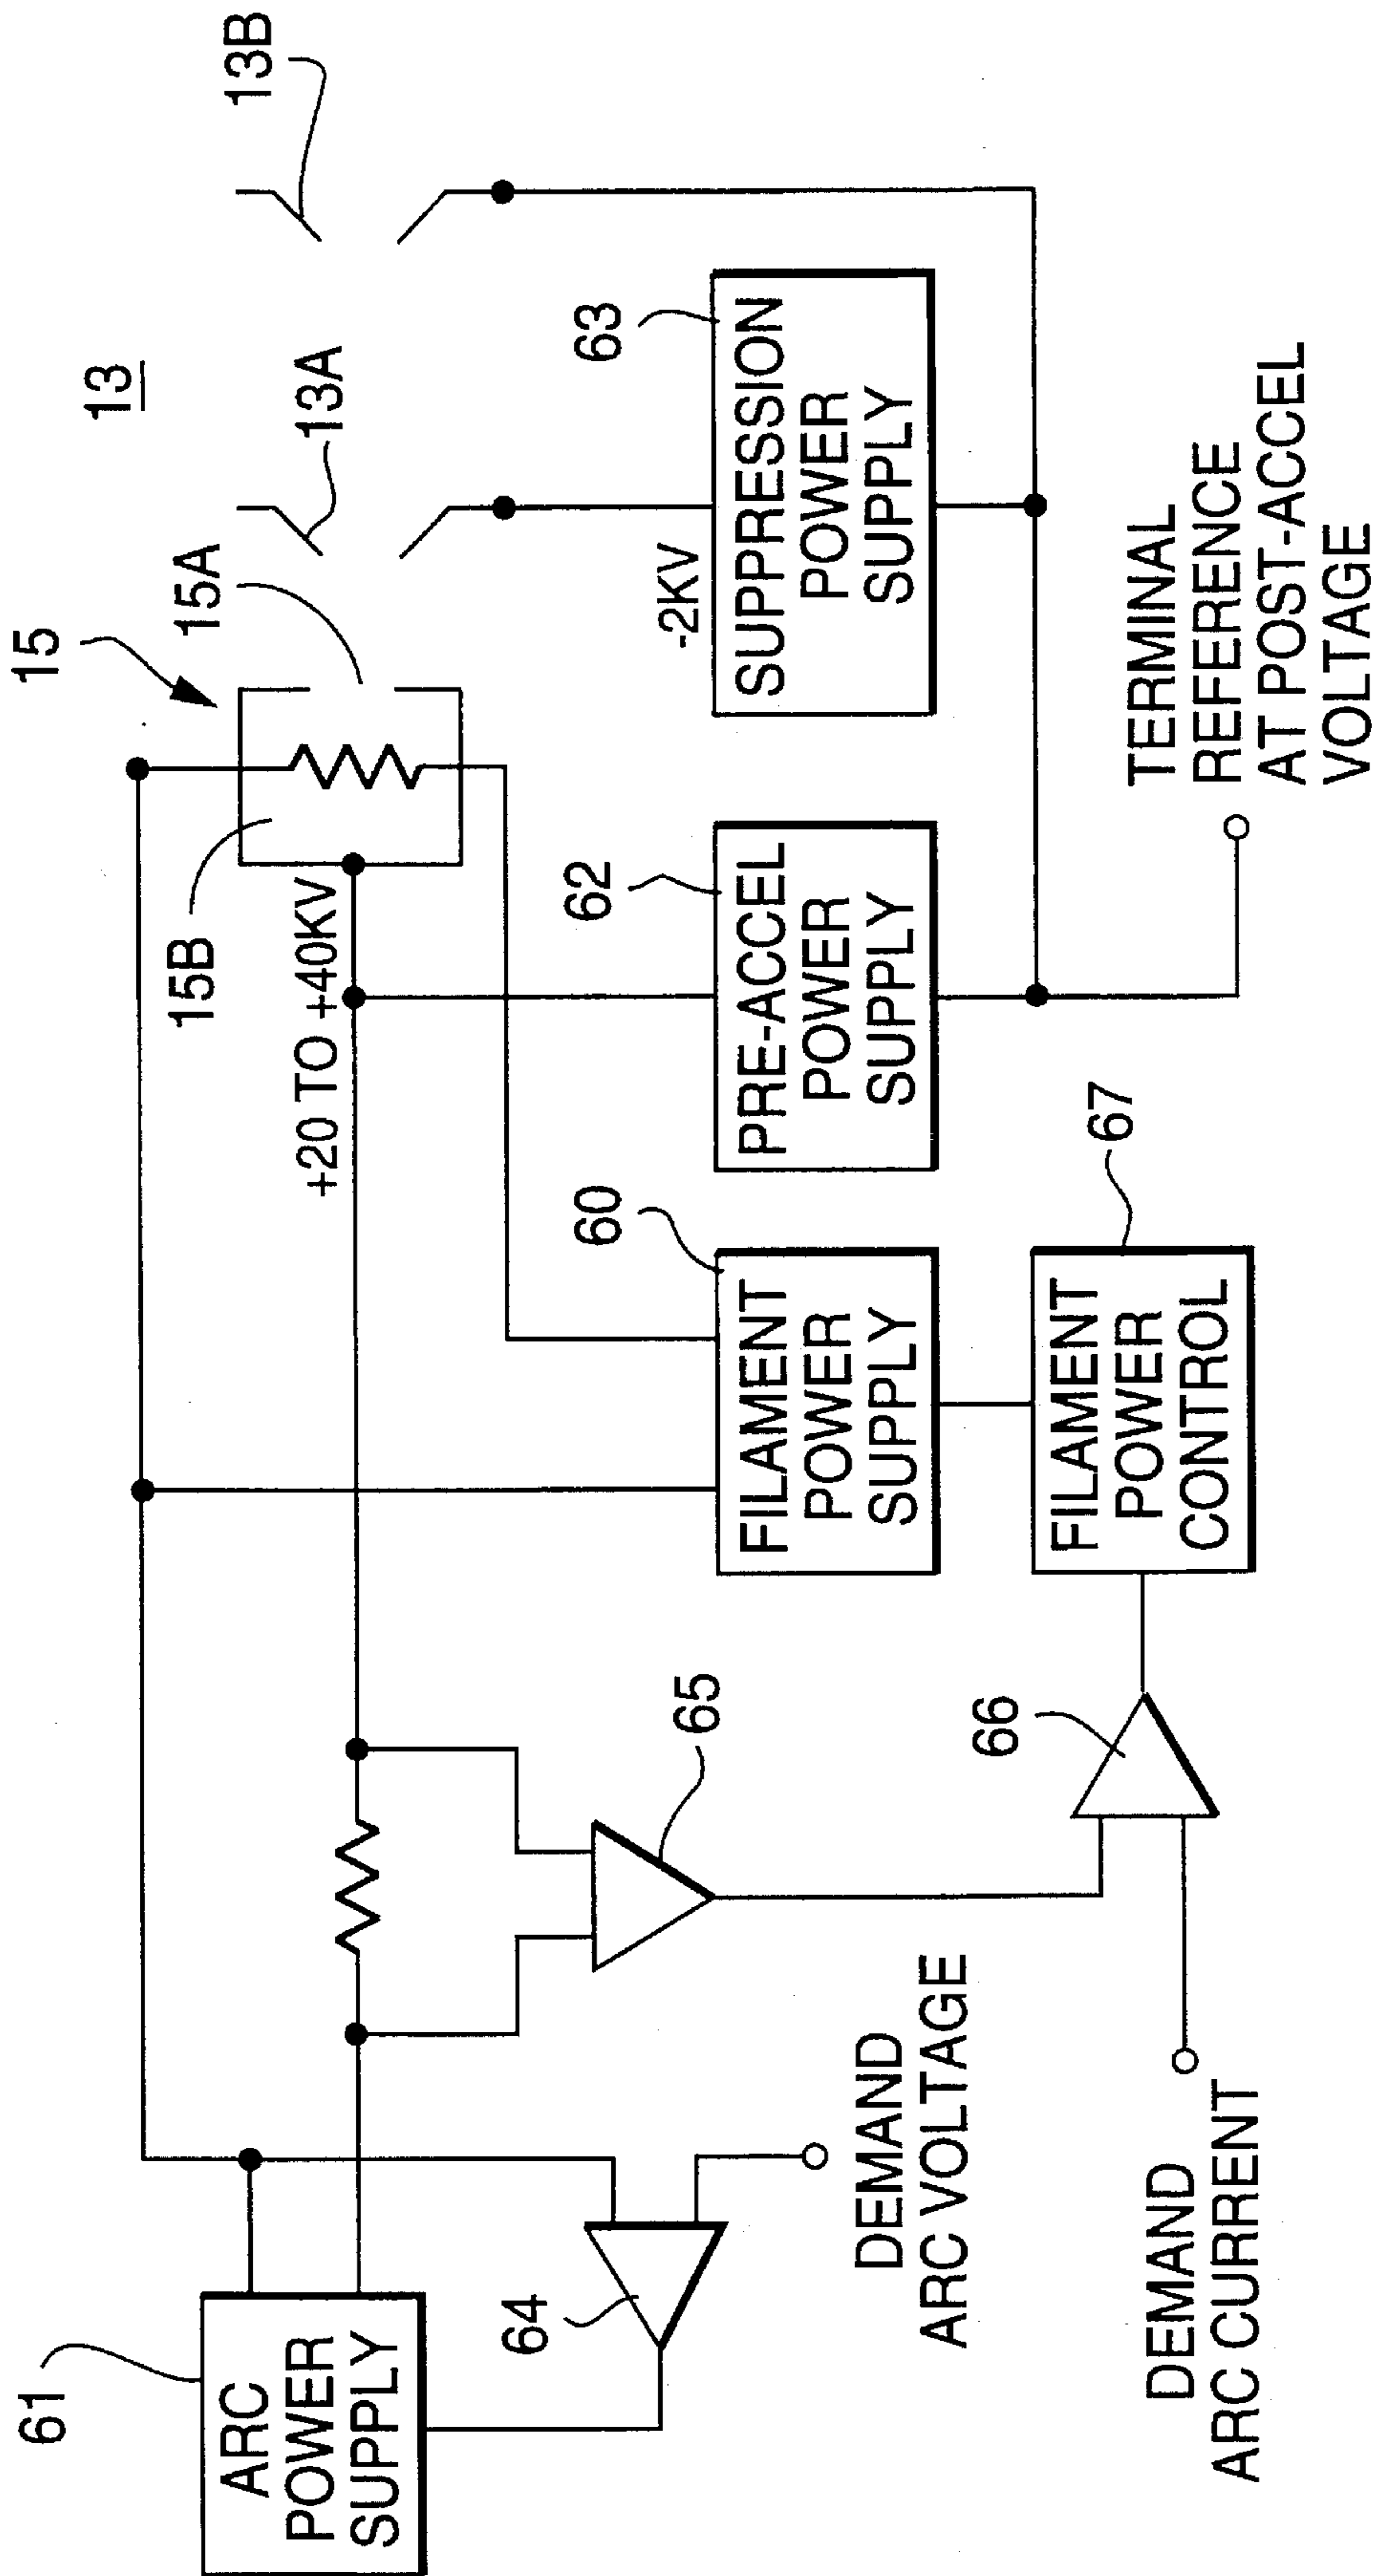 13
13B
13A
15
15A
15B
+20 TO +40KV
-2KV
63
SUPPRESSION
POWER
SUPPLY
62
PRE-ACCEL
POWER
SUPPLY
60
FILAMENT
POWER
SUPPLY
67
FILAMENT
POWER
CONTROL
TERMINAL
REFERENCE
AT POST-ACCEL
VOLTAGE
61
ARC
POWER
SUPPLY
64
65
66
DEMAND
ARC VOLTAGE
DEMAND
ARC CURRENT